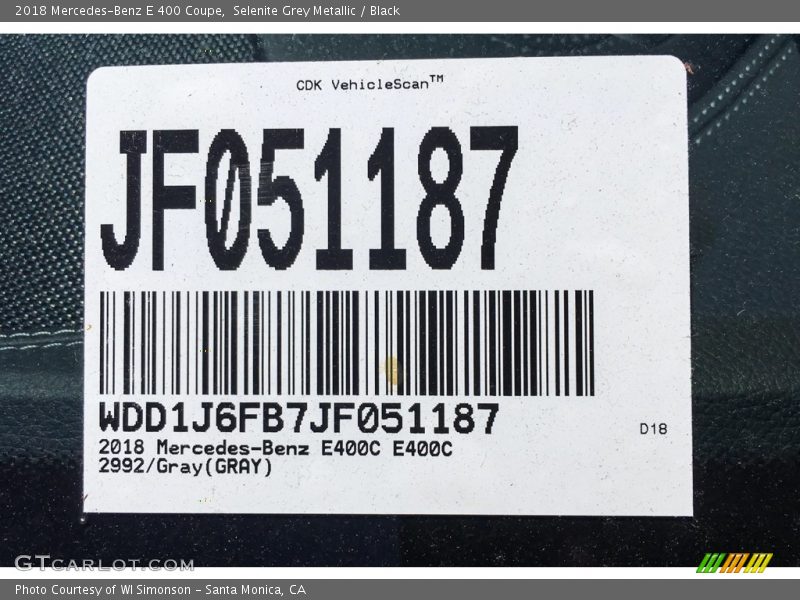 2018 Mercedes-Benz E 400 Coupe, Selenite Grey Metallic / Black
CDK VehicleScan™
JF051187
WDD1J6FB7JF051187
D18
2018 Mercedes-Benz E400C E400C
2992/Gray(GRAY)
GTcarlot.com
Photo Courtesy of WI Simonson - Santa Monica, CA